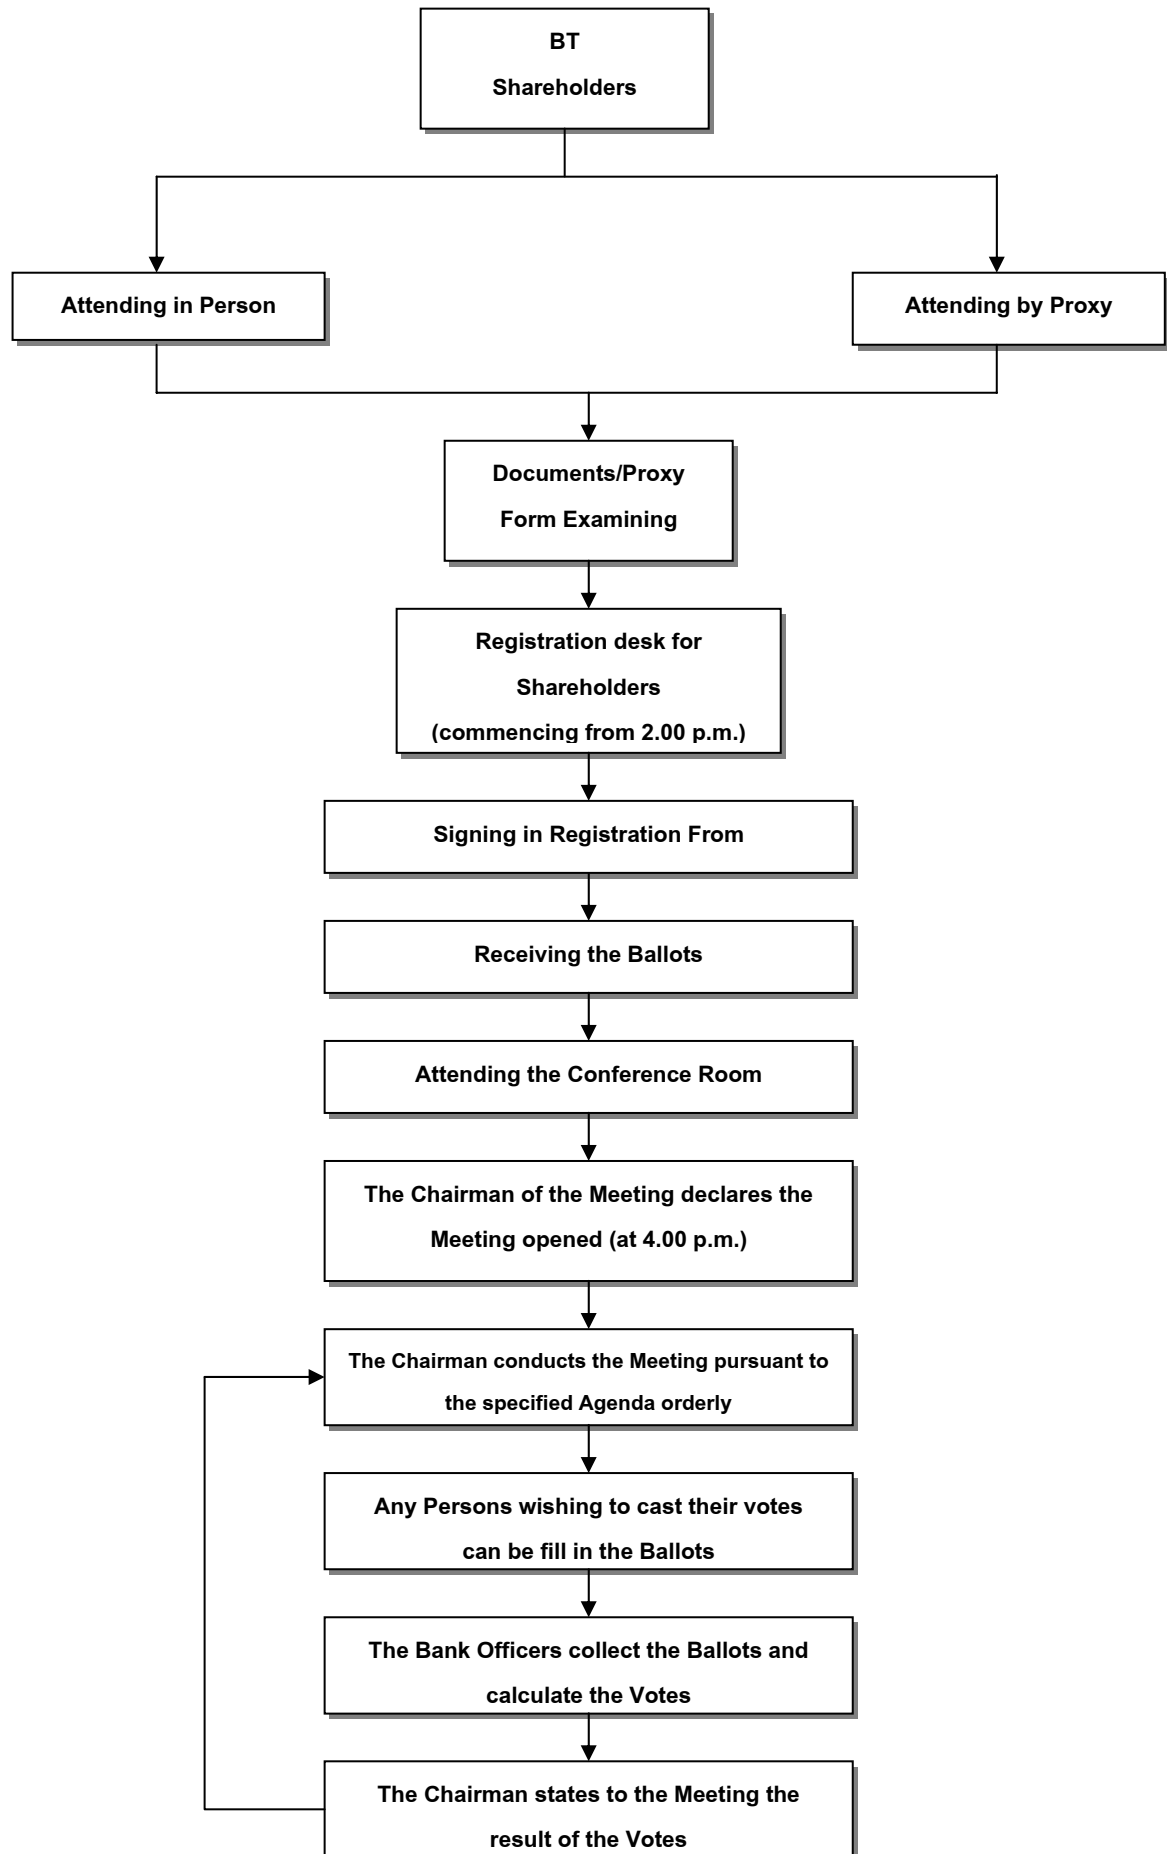 BT
Shareholders
Attending in Person
Attending by Proxy
Documents/Proxy
Form Examining
Registration desk for
Shareholders
(commencing from 2.00 p.m.)
Signing in Registration From
Receiving the Ballots
Attending the Conference Room
The Chairman of the Meeting declares the
Meeting opened (at 4.00 p.m.)
The Chairman conducts the Meeting pursuant to
the specified Agenda orderly
Any Persons wishing to cast their votes
can be fill in the Ballots
The Bank Officers collect the Ballots and
calculate the Votes
The Chairman states to the Meeting the
result of the Votes